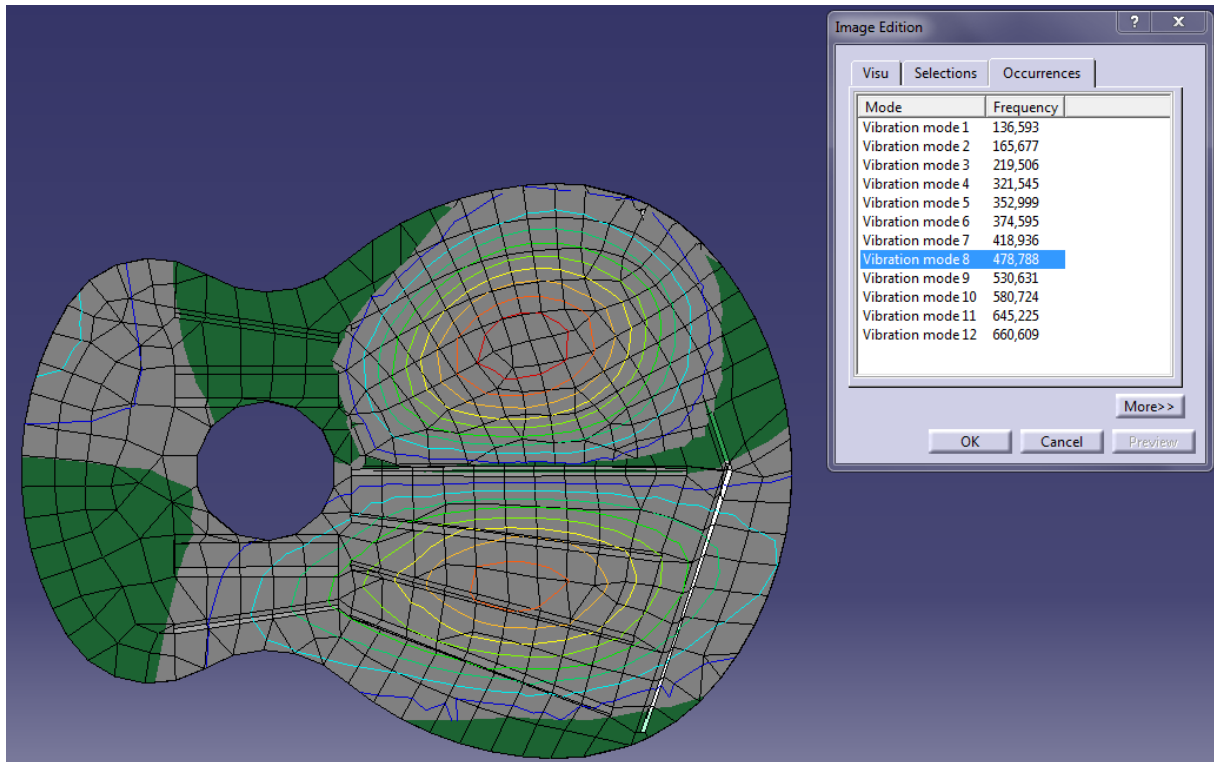 Image Edition
? X
Visu Selections Occurrences
Mode Frequency
Vibration mode 1 136,593
Vibration mode 2 165,677
Vibration mode 3 219,506
Vibration mode 4 321,545
Vibration mode 5 352,999
Vibration mode 6 374,595
Vibration mode 7 418,936
Vibration mode 8 478,788
Vibration mode 9 530,631
Vibration mode 10 580,724
Vibration mode 11 645,225
Vibration mode 12 660,609
More>>
OK Cancel Preview